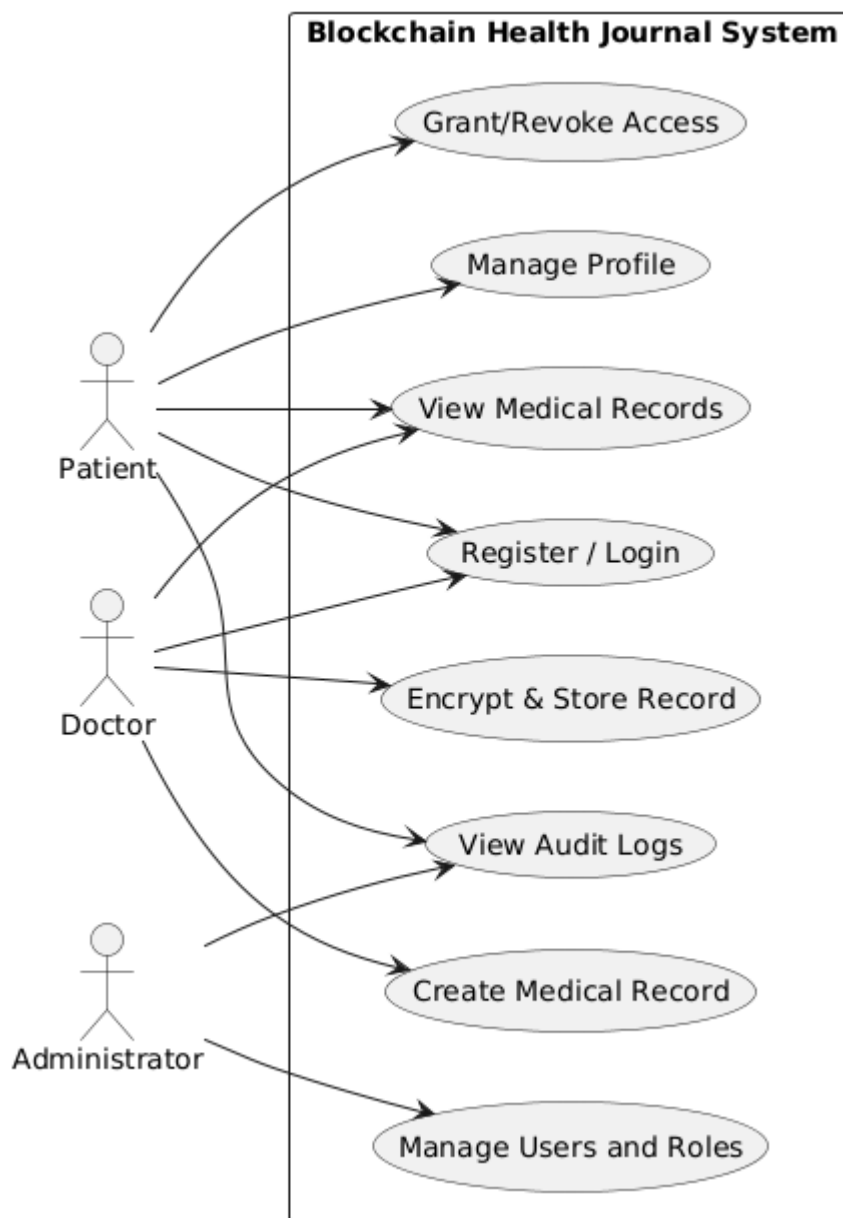 Blockchain Health Journal System
Grant/Revoke Access
Manage Profile
View Medical Records
Patient
Register / Login
Encrypt & Store Record
Doctor
View Audit Logs
Create Medical Record
Administrator
Manage Users and Roles